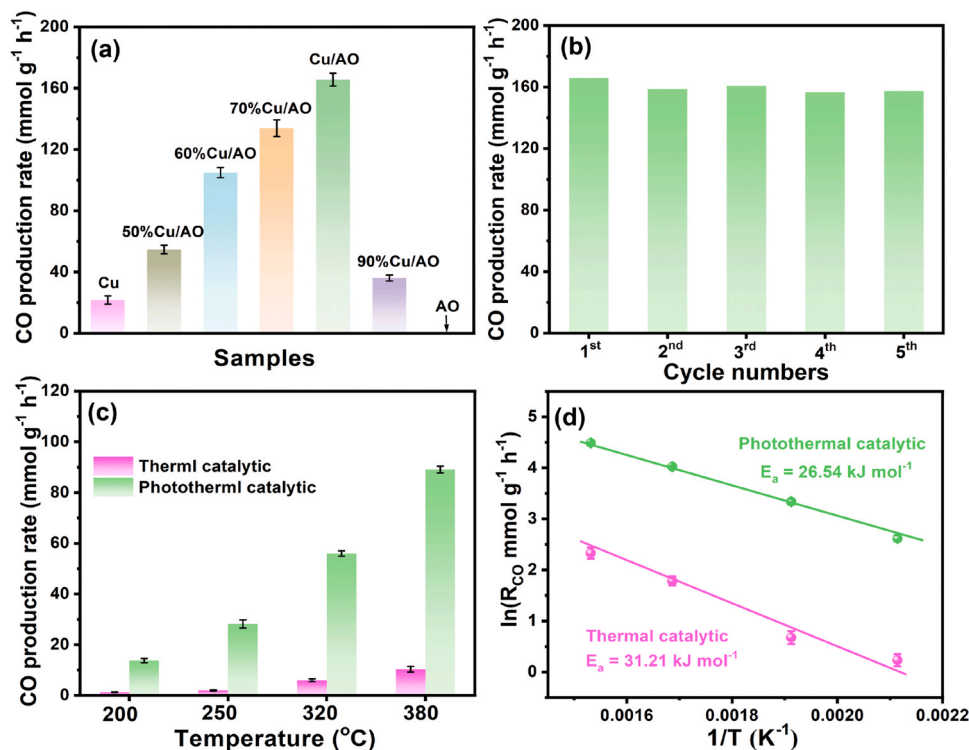 (a)
CO production rate (mmol g⁻¹ h⁻¹)
200
160
120
80
40
0
Cu
50%Cu/AO
60%Cu/AO
70%Cu/AO
Cu/AO
90%Cu/AO
AO
Samples
(b)
CO production rate (mmol g⁻¹ h⁻¹)
200
160
120
80
40
0
1ˢᵗ
2ⁿᵈ
3ʳᵈ
4ᵗʰ
5ᵗʰ
Cycle numbers
(c)
CO production rate (mmol g⁻¹ h⁻¹)
120
100
80
60
40
20
0
Therml catalytic
Phototherml catalytic
200
250
320
380
Temperature (°C)
(d)
ln(R_CO mmol g⁻¹ h⁻¹)
5
4
3
2
1
0
Photothermal catalytic
Eₐ = 26.54 kJ mol⁻¹
Thermal catalytic
Eₐ = 31.21 kJ mol⁻¹
0.0016
0.0018
0.0020
0.0022
1/T (K⁻¹)